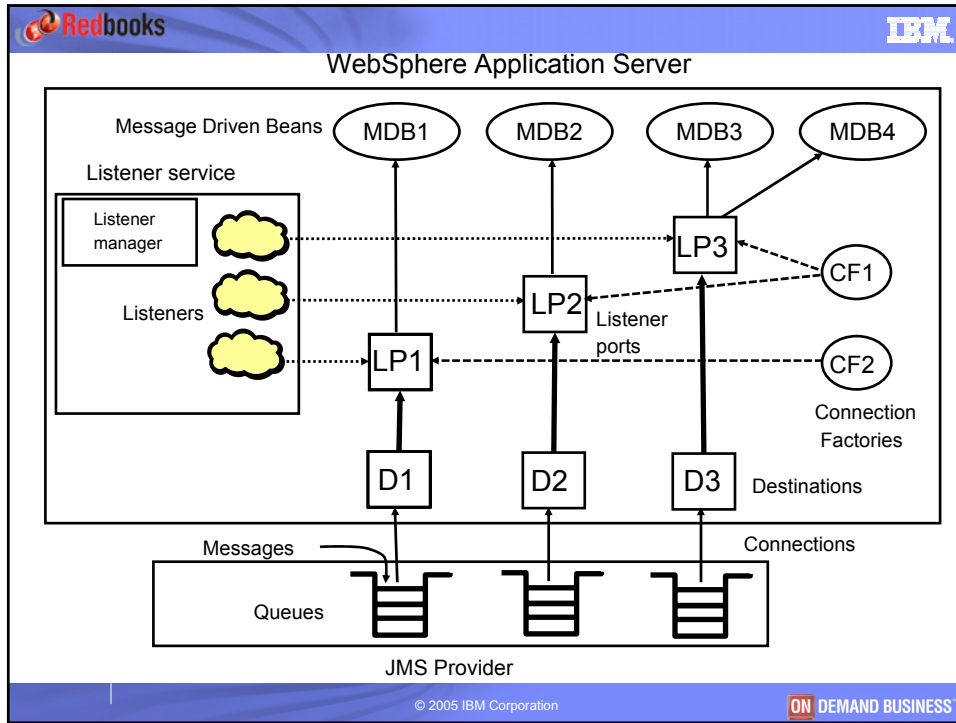 Redbooks
IBM
WebSphere Application Server
Message Driven Beans
MDB1
MDB2
MDB3
MDB4
Listener service
Listener
manager
LP3
CF1
Listeners
LP2
Listener
ports
LP1
CF2
Connection
Factories
D1
D2
D3
Destinations
Messages
Connections
Queues
JMS Provider
© 2005 IBM Corporation
ON DEMAND BUSINESS